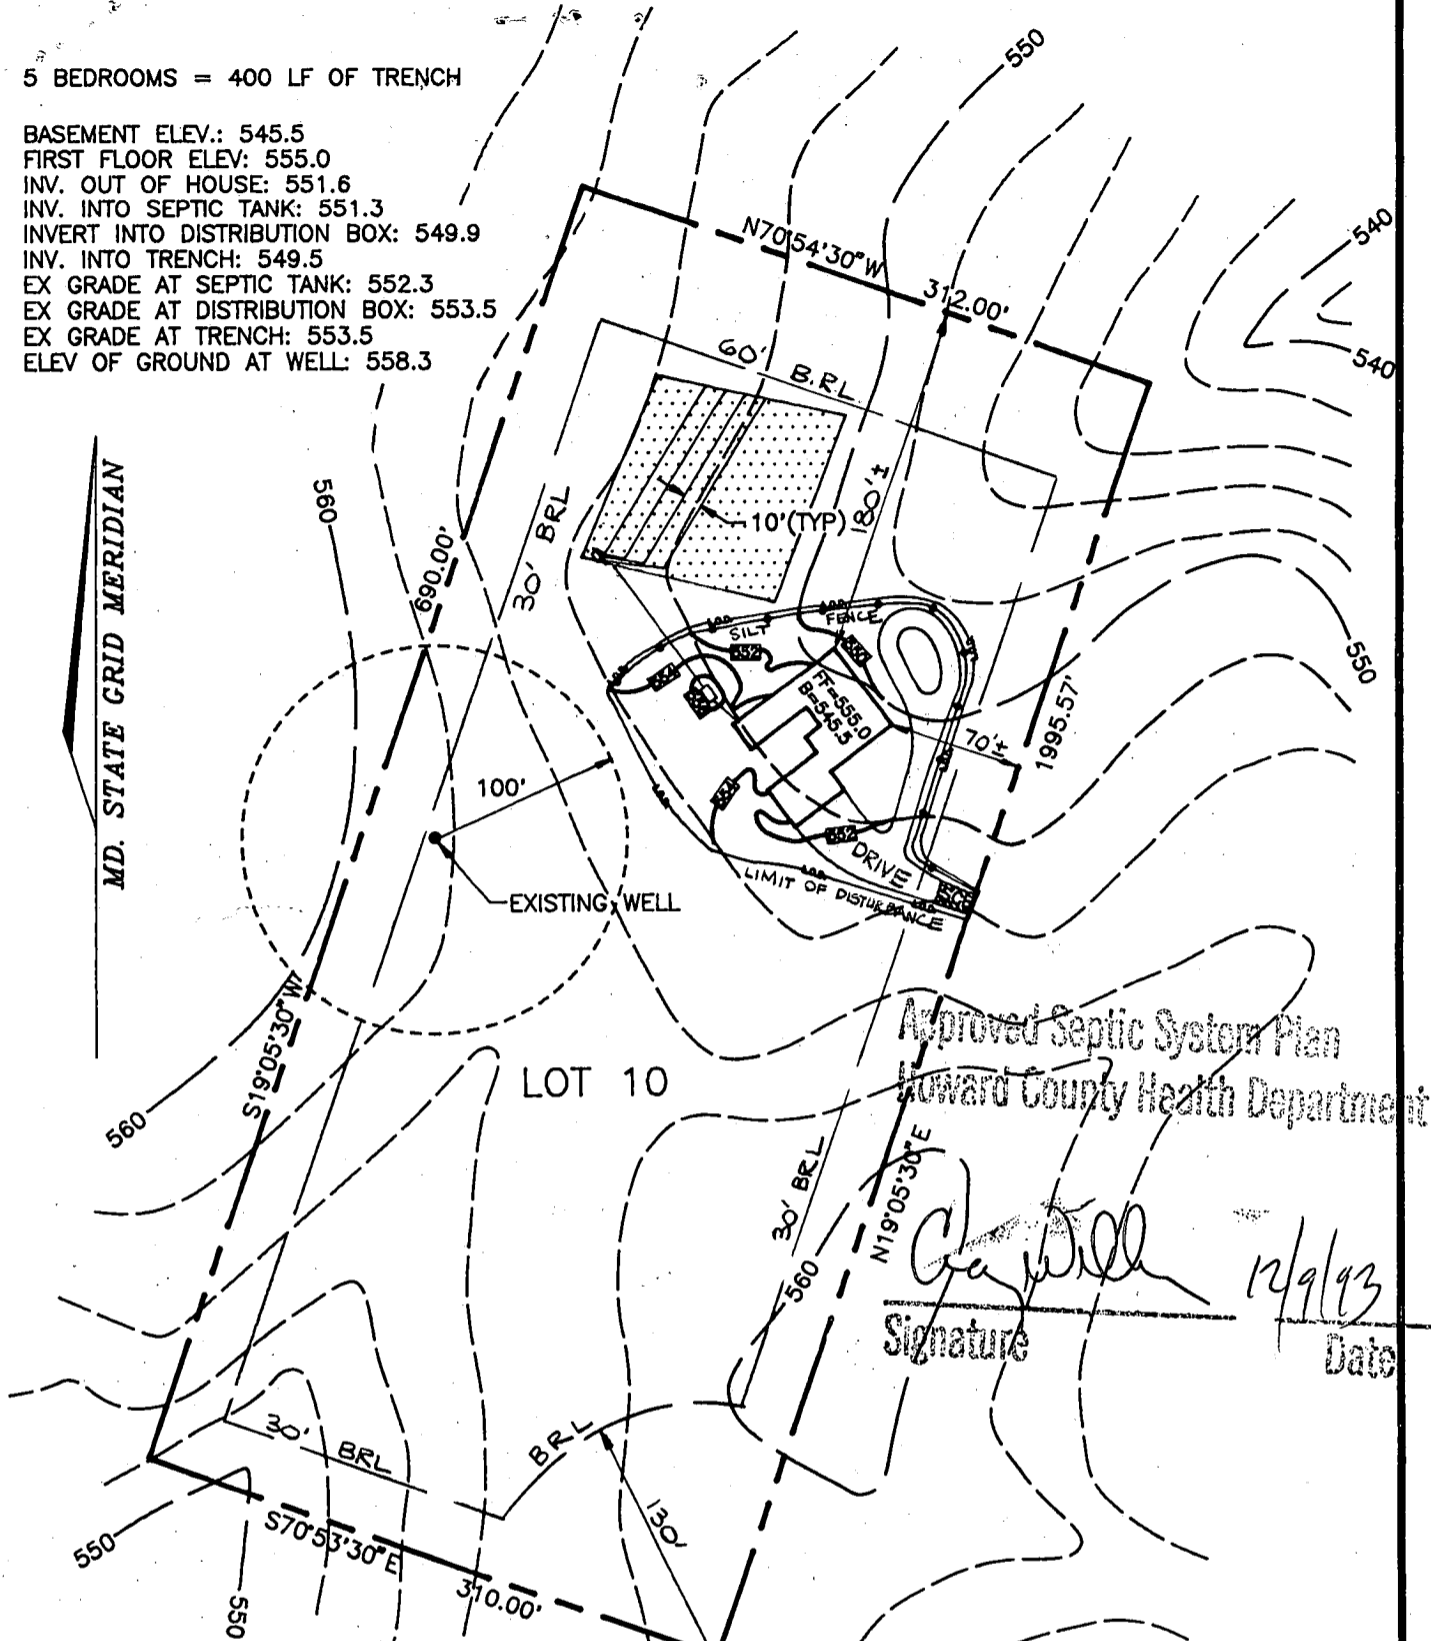 5 BEDROOMS = 400 LF OF TRENCH
BASEMENT ELEV.: 545.5
FIRST FLOOR ELEV: 555.0
INV. OUT OF HOUSE: 551.6
INV. INTO SEPTIC TANK: 551.3
INVERT INTO DISTRIBUTION BOX: 549.9
INV. INTO TRENCH: 549.5
EX GRADE AT SEPTIC TANK: 552.3
EX GRADE AT DISTRIBUTION BOX: 553.5
EX GRADE AT TRENCH: 553.5
ELEV OF GROUND AT WELL: 558.3
550
540
540
N70°54'30"W
312.00'
60' B.RL
MD. STATE GRID MERIDIAN
560
690.00'
30' BRL
10'(TYP)
180'±
SILT FENCE
552
550
554
FF=555.0
B=545.5
70'±
1995.57'
550
100'
554
552
DRIVE
SCE
LIMIT OF DISTURBANCE
EXISTING WELL
S19°05'30"W
560
LOT 10
Approved Septic System Plan
Howard County Health Department
30' BRL
N19°05'30"E
560
12/9/93
Signature
Date
30' BRL
BRL
130'
550
550
S70°53'30"E
310.00'